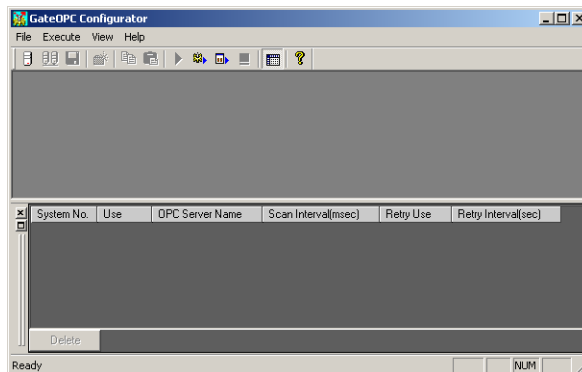 GateOPC Configurator
File Execute View Help
System No. Use OPC Server Name Scan Interval(msec) Retry Use Retry Interval(sec)
Delete
Ready NUM